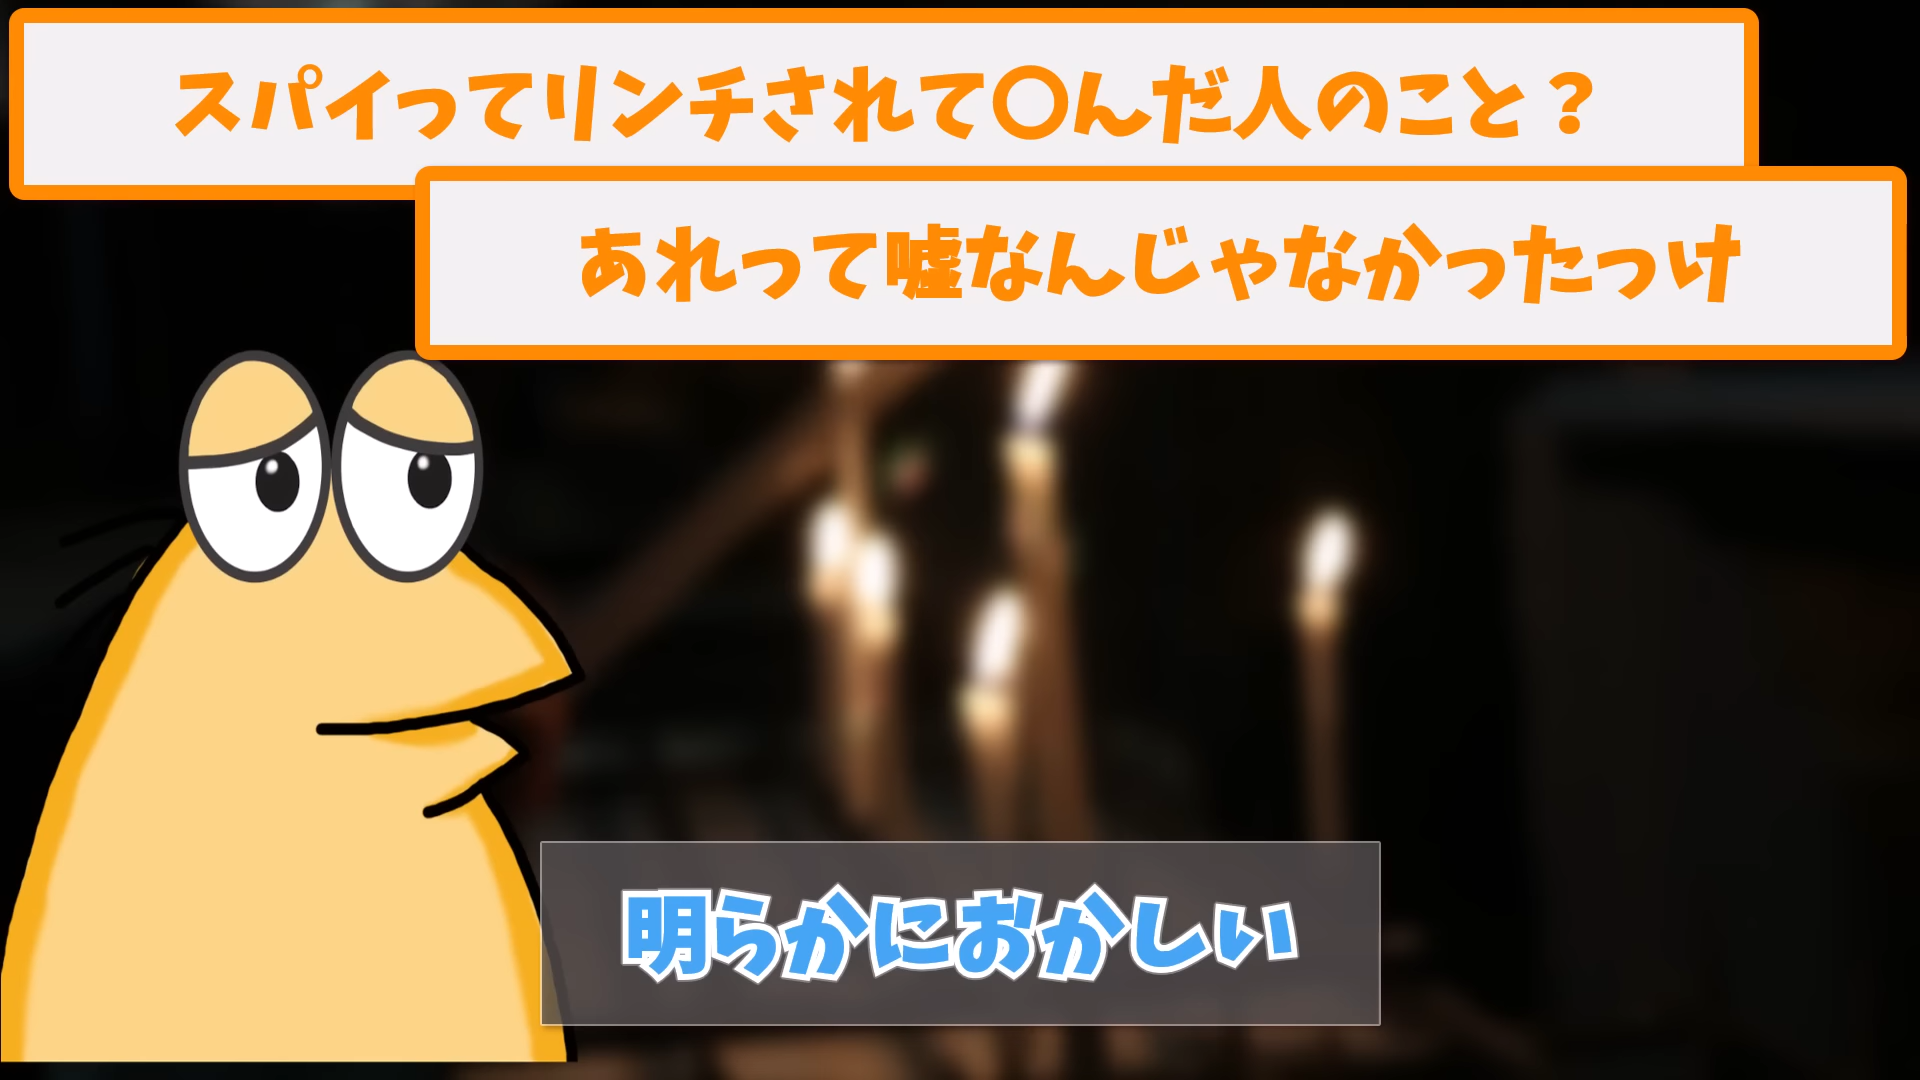 スパイってリンチされて〇んだ人のこと？
あれって嘘なんじゃなかったっけ
明らかにおかしい